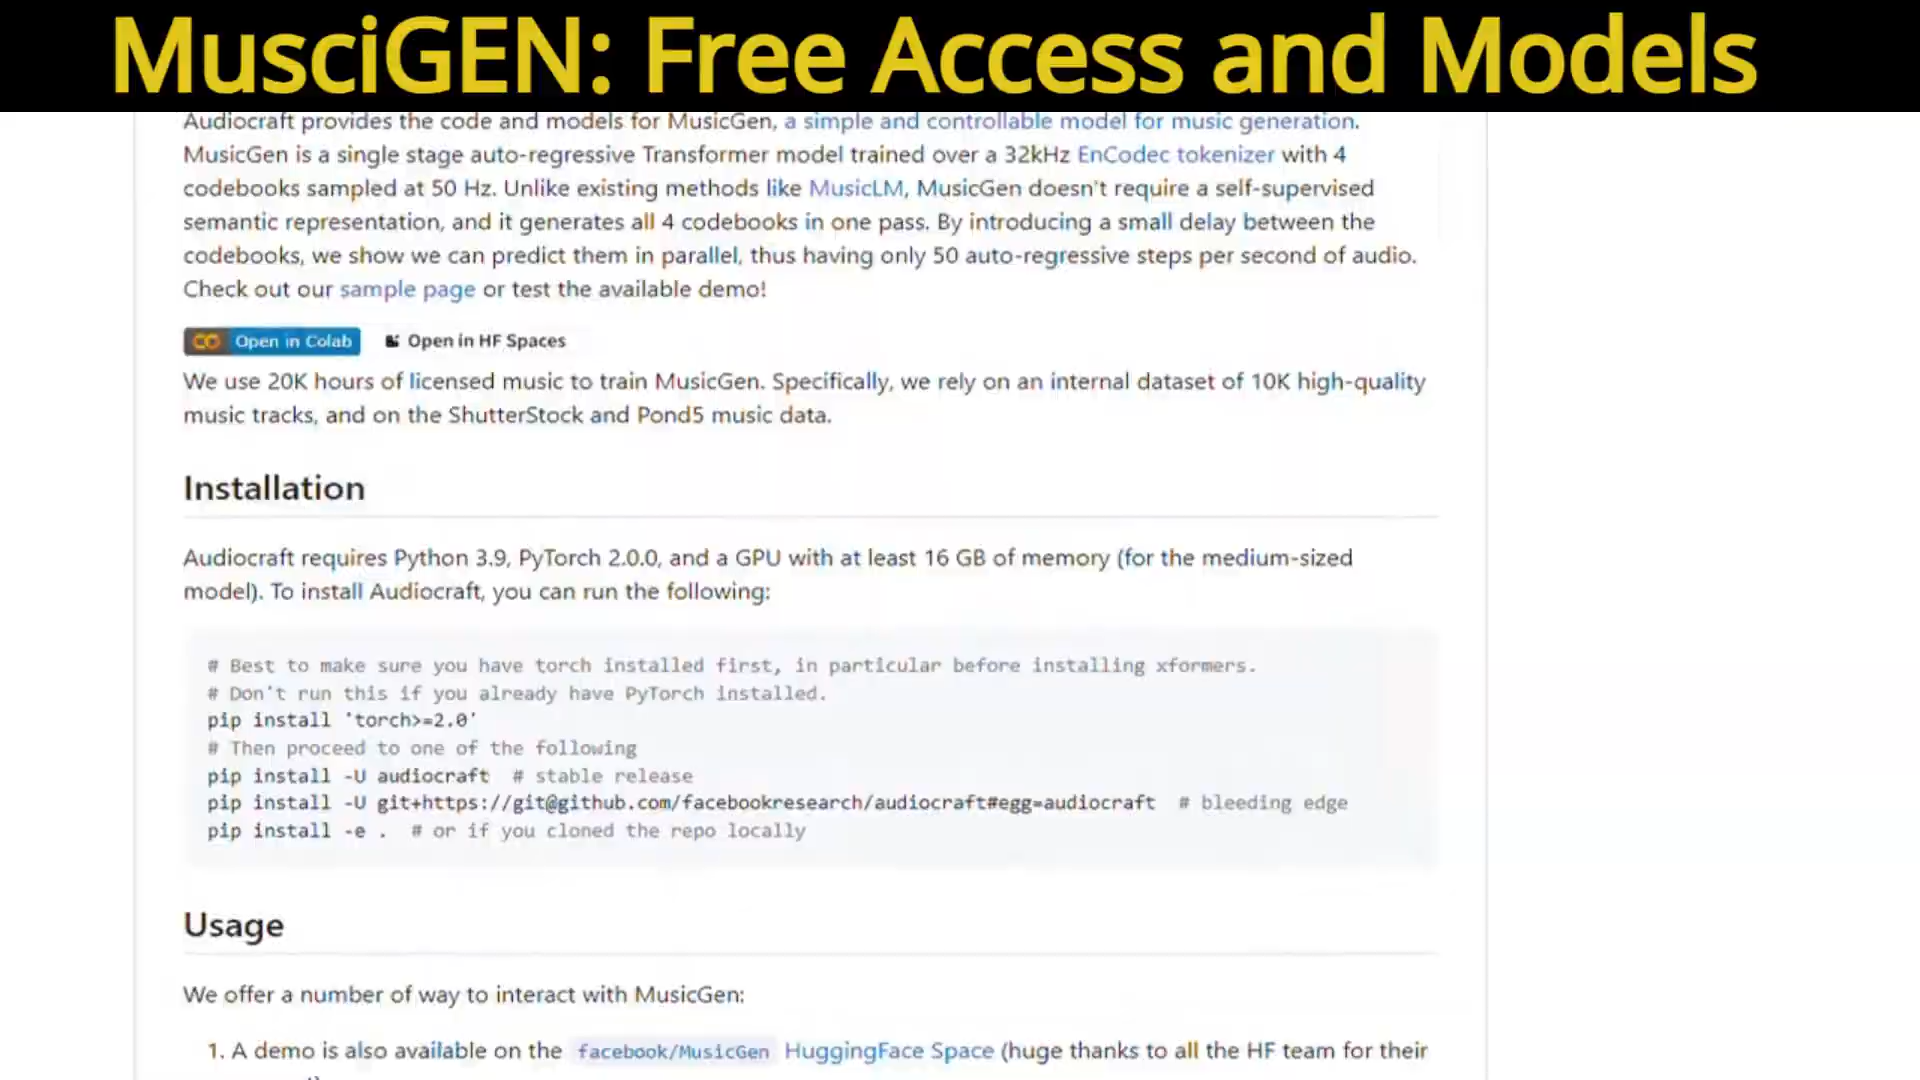 MusciGEN: Free Access and Models
Audiocraft provides the code and models for MusicGen, a simple and controllable model for music generation.
MusicGen is a single stage auto-regressive Transformer model trained over a 32kHz EnCodec tokenizer with 4
codebooks sampled at 50 Hz. Unlike existing methods like MusicLM, MusicGen doesn't require a self-supervised
semantic representation, and it generates all 4 codebooks in one pass. By introducing a small delay between the
codebooks, we show we can predict them in parallel, thus having only 50 auto-regressive steps per second of audio.
Check out our sample page or test the available demo!
Open in Colab Open in HF Spaces
We use 20K hours of licensed music to train MusicGen. Specifically, we rely on an internal dataset of 10K high-quality
music tracks, and on the ShutterStock and Pond5 music data.
Installation
Audiocraft requires Python 3.9, PyTorch 2.0.0, and a GPU with at least 16 GB of memory (for the medium-sized
model). To install Audiocraft, you can run the following:
# Best to make sure you have torch installed first, in particular before installing xformers.
# Don't run this if you already have PyTorch installed.
pip install 'torch>=2.0'
# Then proceed to one of the following
pip install -U audiocraft # stable release
pip install -U git+https://git@github.com/facebookresearch/audiocraft#egg=audiocraft # bleeding edge
pip install -e . # or if you cloned the repo locally
Usage
We offer a number of way to interact with MusicGen:
1. A demo is also available on the facebook/MusicGen HuggingFace Space (huge thanks to all the HF team for their